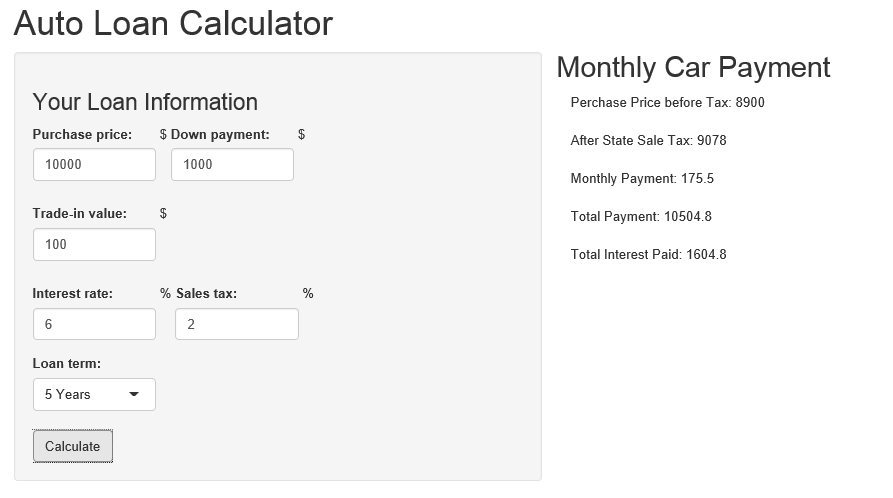 Auto Loan Calculator
Your Loan Information
Purchase price: $ Down payment: $
10000 1000
Trade-in value: $
100
Interest rate: % Sales tax: %
6 2
Loan term:
5 Years
Calculate
Monthly Car Payment
Perchase Price before Tax: 8900
After State Sale Tax: 9078
Monthly Payment: 175.5
Total Payment: 10504.8
Total Interest Paid: 1604.8